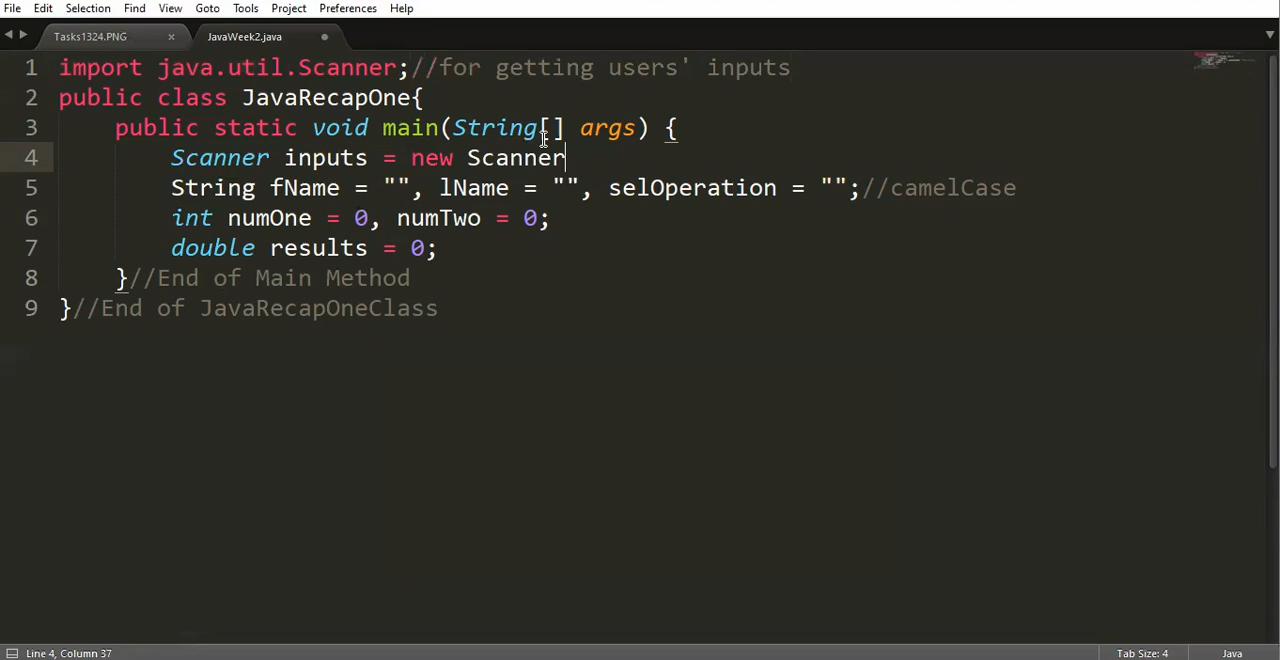 File Edit Selection Find View Goto Tools Project Preferences Help
Tasks1324.PNG × JavaWeek2.java
1 import java.util.Scanner;//for getting users' inputs
2 public class JavaRecapOne{
3 public static void main(String[] args) {
4 Scanner inputs = new Scanner
5 String fName = "", lName = "", selOperation = "";//camelCase
6 int numOne = 0, numTwo = 0;
7 double results = 0;
8 }//End of Main Method
9 }//End of JavaRecapOneClass
Line 4, Column 37 Tab Size: 4 Java